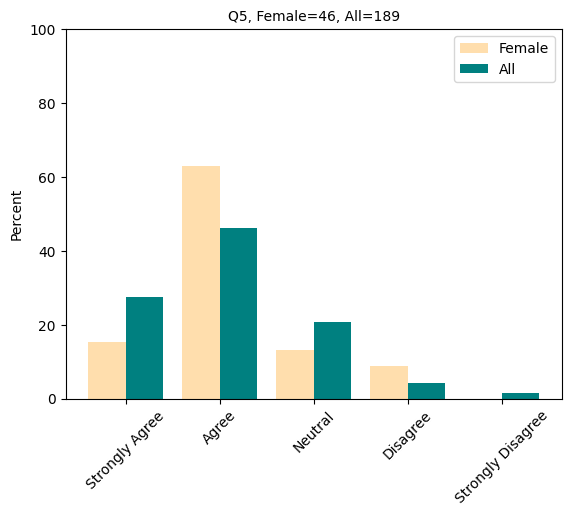 Q5, Female=46, All=189
100
80
60
40
20
0
Percent
Female
All
Strongly Agree
Agree
Neutral
Disagree
Strongly Disagree